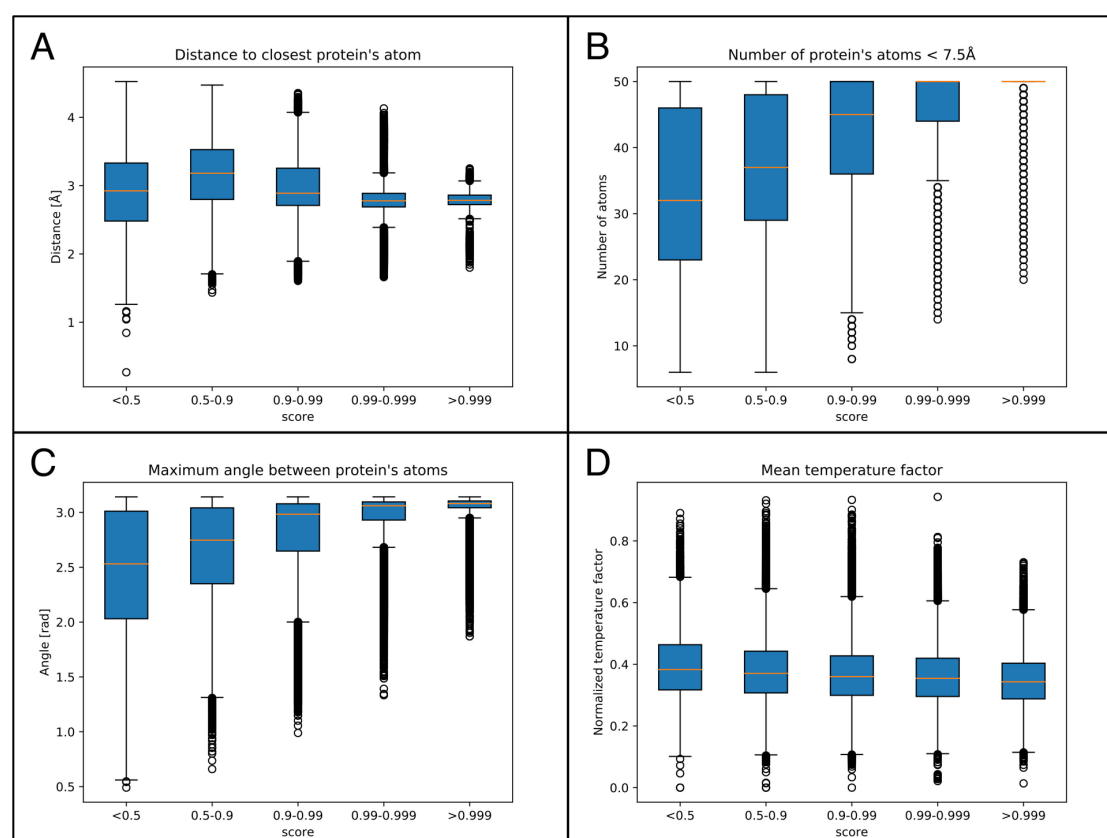 A
Distance to closest protein's atom
Distance [Å]
4
3
2
1
<0.5 0.5-0.9 0.9-0.99 0.99-0.999 >0.999
score
B
Number of protein's atoms < 7.5Å
Number of atoms
50
40
30
20
10
<0.5 0.5-0.9 0.9-0.99 0.99-0.999 >0.999
score
C
Maximum angle between protein's atoms
Angle [rad]
3.0
2.5
2.0
1.5
1.0
0.5
<0.5 0.5-0.9 0.9-0.99 0.99-0.999 >0.999
score
D
Mean temperature factor
Normalized temperature factor
0.8
0.6
0.4
0.2
0.0
<0.5 0.5-0.9 0.9-0.99 0.99-0.999 >0.999
score